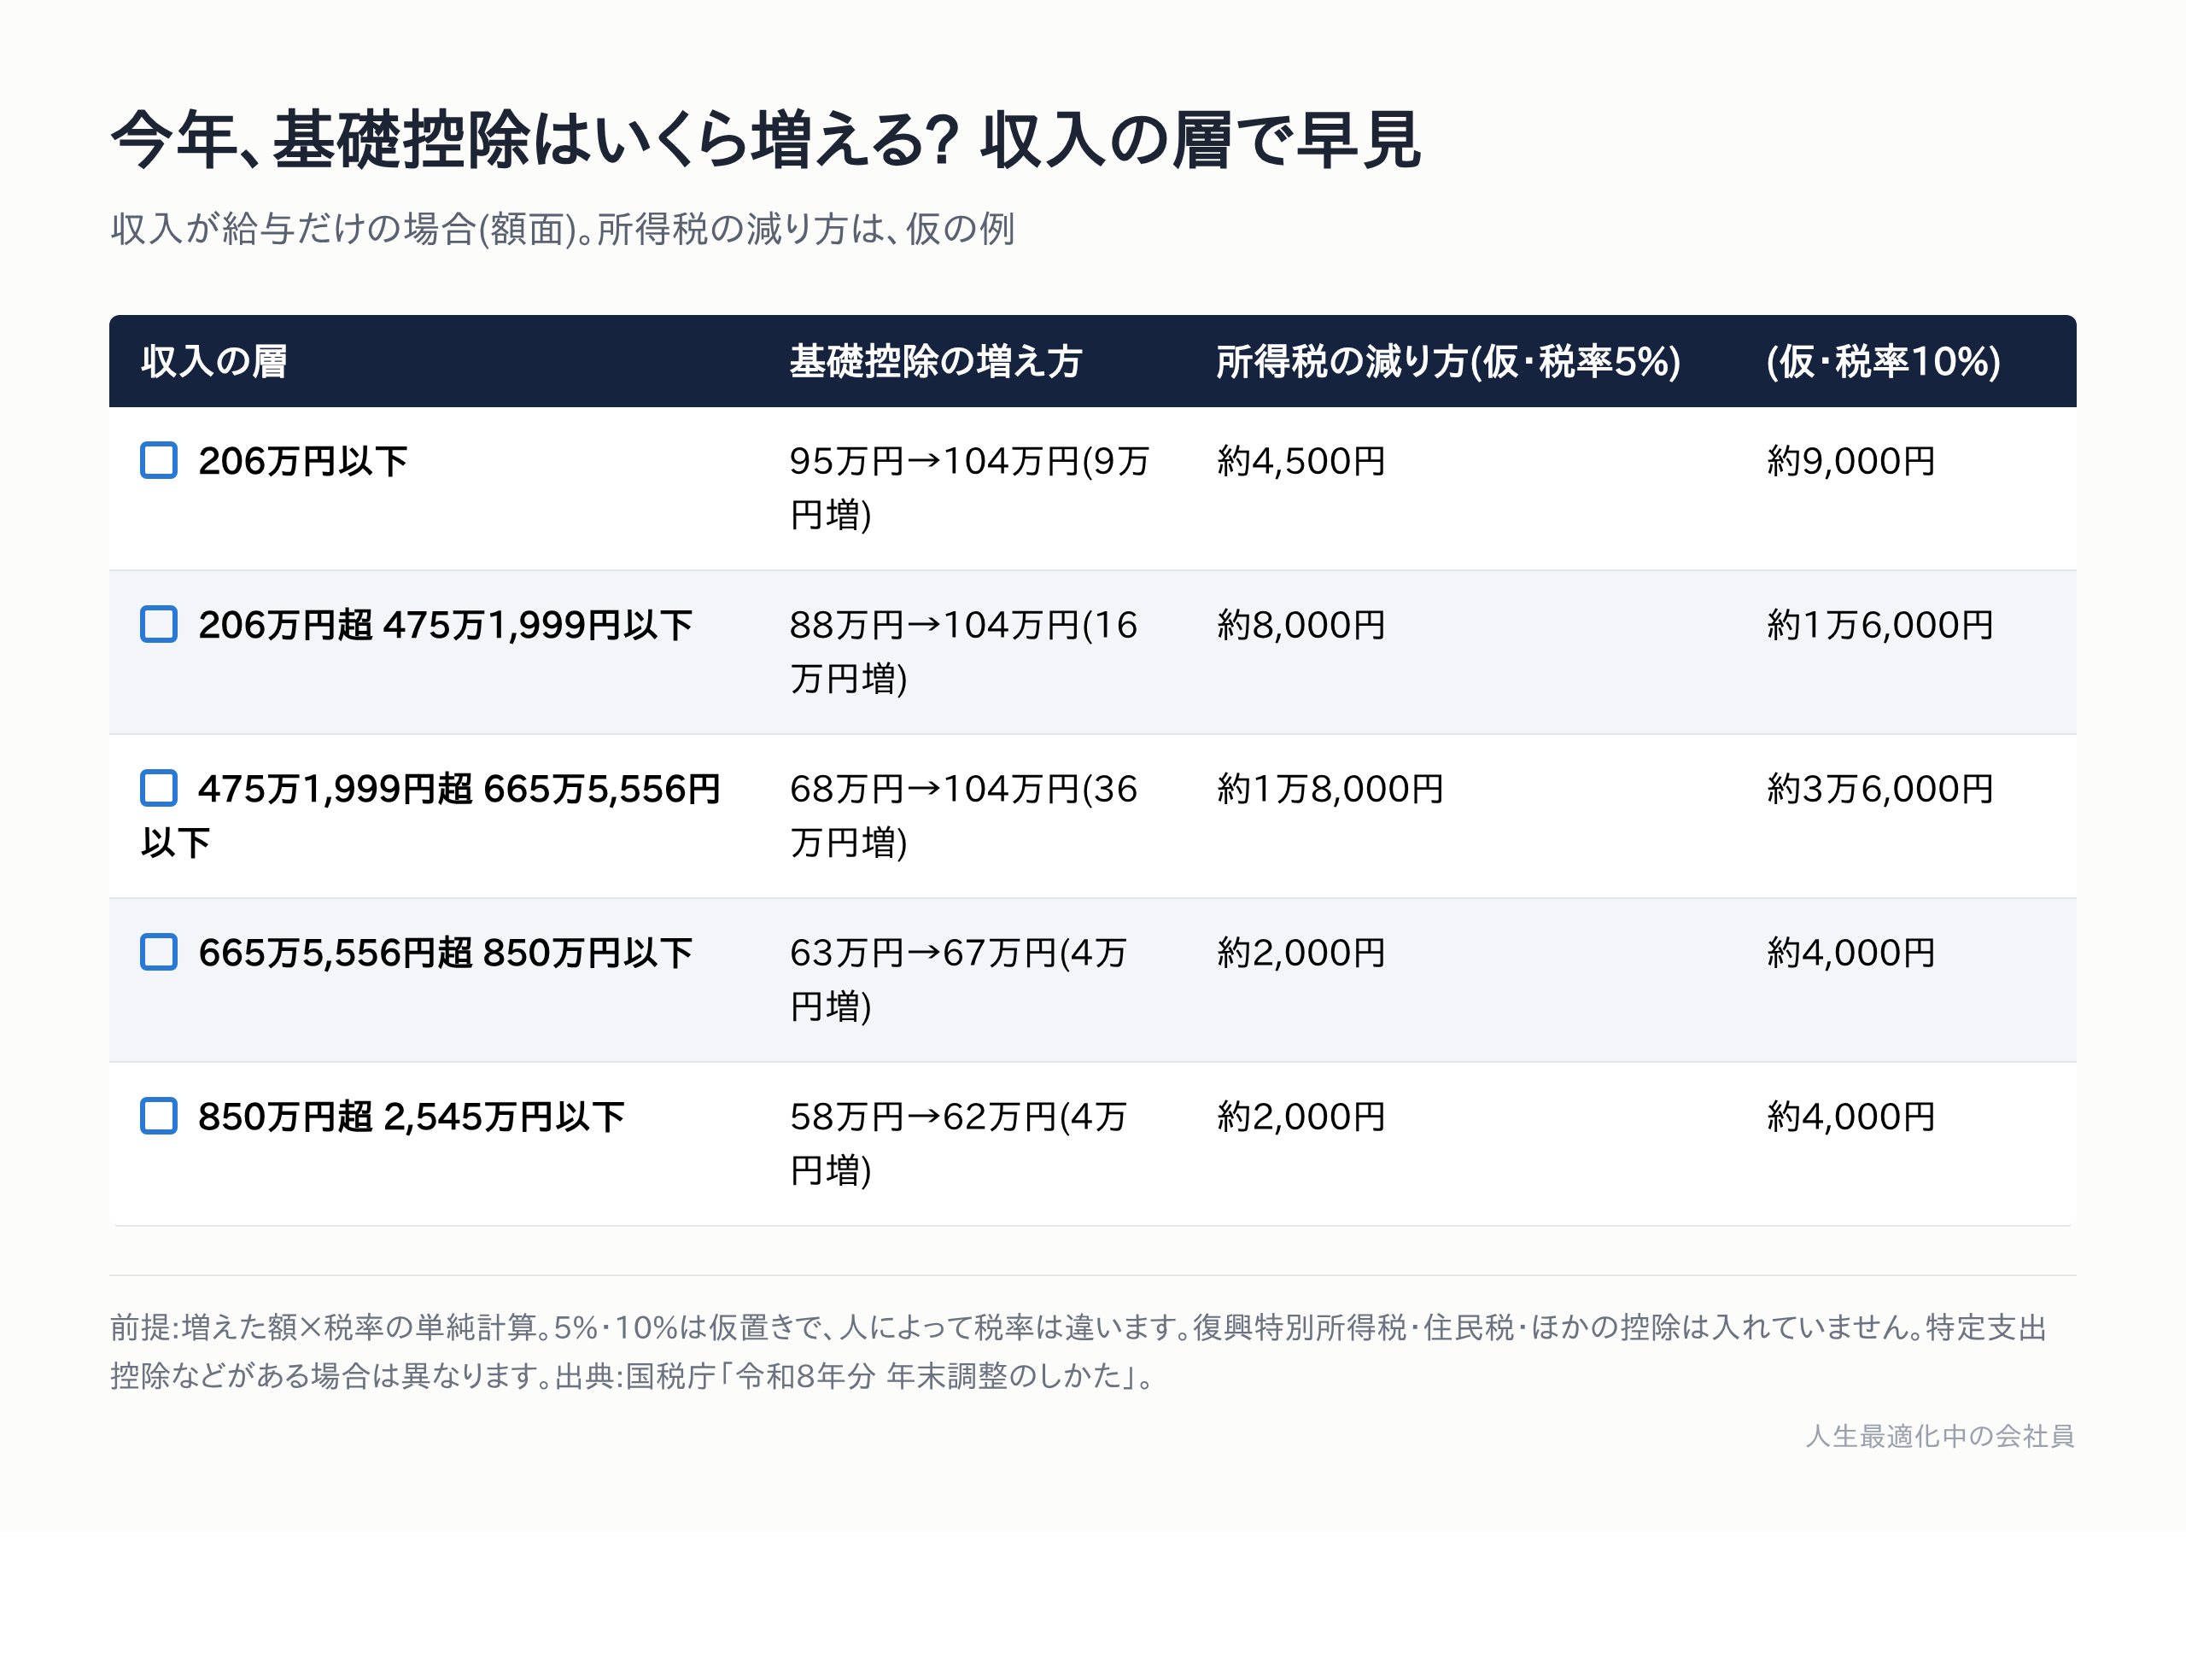 今年、基礎控除はいくら増える? 収入の層で早見
収入が給与だけの場合(額面)。所得税の減り方は、仮の例
収入の層 基礎控除の増え方 所得税の減り方(仮・税率5%) (仮・税率10%)
206万円以下 95万円→104万円(9万 約4,500円 約9,000円
円増)
206万円超 475万1,999円以下 88万円→104万円(16 約8,000円 約1万6,000円
万円増)
475万1,999円超 665万5,556円 68万円→104万円(36 約1万8,000円 約3万6,000円
以下 万円増)
665万5,556円超 850万円以下 63万円→67万円(4万 約2,000円 約4,000円
円増)
850万円超 2,545万円以下 58万円→62万円(4万 約2,000円 約4,000円
円増)
前提:増えた額×税率の単純計算。5%・10%は仮置きで、人によって税率は違います。復興特別所得税・住民税・ほかの控除は入れていません。特定支出
控除などがある場合は異なります。出典:国税庁「令和8年分 年末調整のしかた」。
人生最適化中の会社員